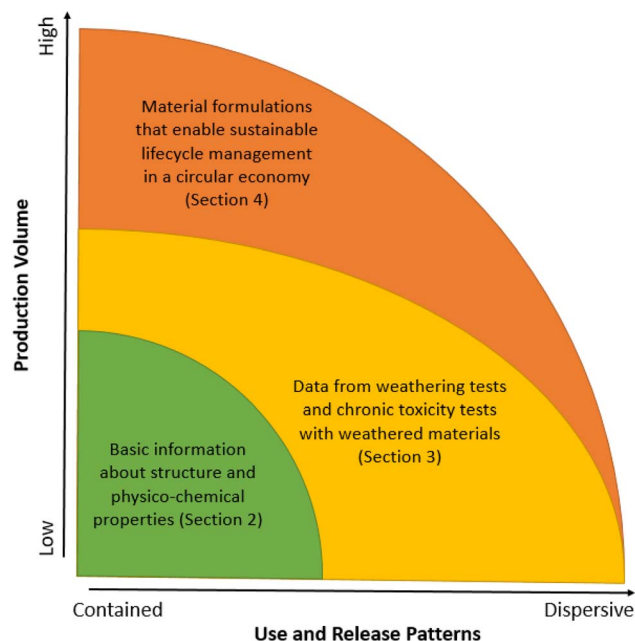 High
Material formulations
that enable sustainable
lifecycle management
in a circular economy
(Section 4)
Production Volume
Data from weathering tests
and chronic toxicity tests
with weathered materials
(Section 3)
Basic information
about structure and
physico-chemical
properties (Section 2)
Low
Contained
Dispersive
Use and Release Patterns